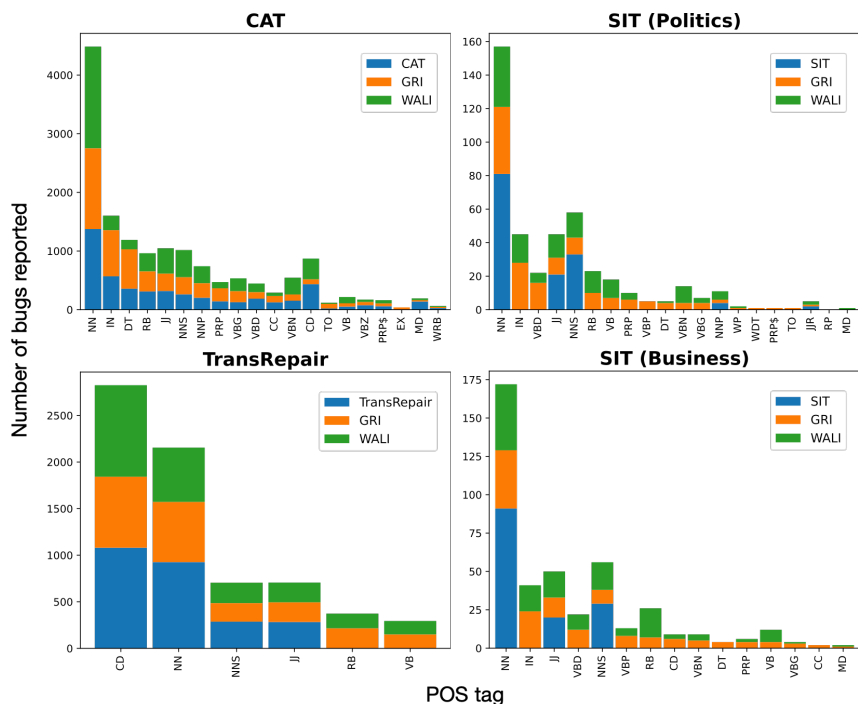 CAT
4000
3000
2000
1000
0
CAT
GRI
WALI
NN IN DT RB JJ NNS NNP PRP VBG VBD CC VBN CD TO VB VBZ PRP$ EX MD WRB
SIT (Politics)
160
140
120
100
80
60
40
20
0
SIT
GRI
WALI
NN IN VBD JJ NNS RB VB PRP VBP DT VBN VBG NNP WP WDT PRP$ TO JJR RP MD
Number of bugs reported
TransRepair
2500
2000
1500
1000
500
0
TransRepair
GRI
WALI
CD NN NNS JJ RB VB
SIT (Business)
175
150
125
100
75
50
25
0
SIT
GRI
WALI
NN IN JJ VBD NNS VBP RB CD VBN DT PRP VB VBG CC MD
POS tag